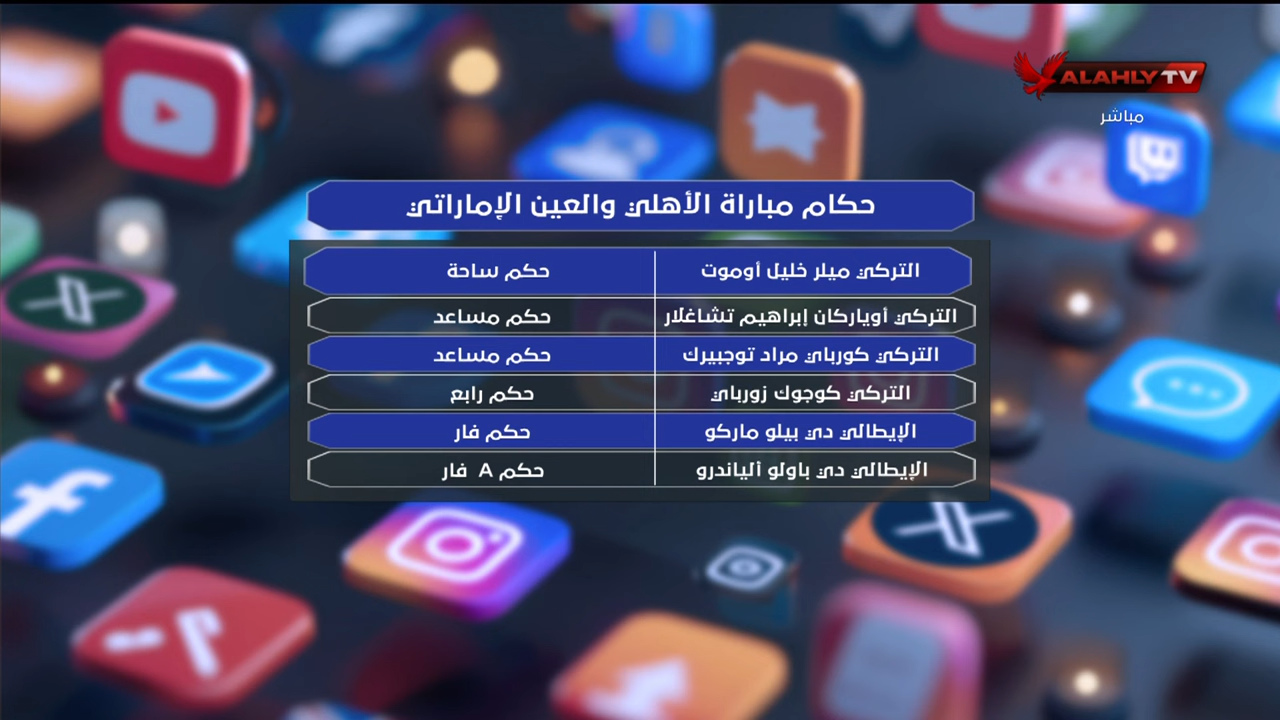 ALAHLY TV
مباشر
حكام مباراة الأهلي والعين الإماراتي
التركي ميلر خليل أوموت حكم ساحة
التركي أوياركان إبراهيم تشاغلار حكم مساعد
التركي كورباي مراد توجبيرك حكم مساعد
التركي كوجوك زورباي حكم رابع
الإيطالي دي بيلو ماركو حكم فار
الإيطالي دي باولو ألياندرو حكم A فار